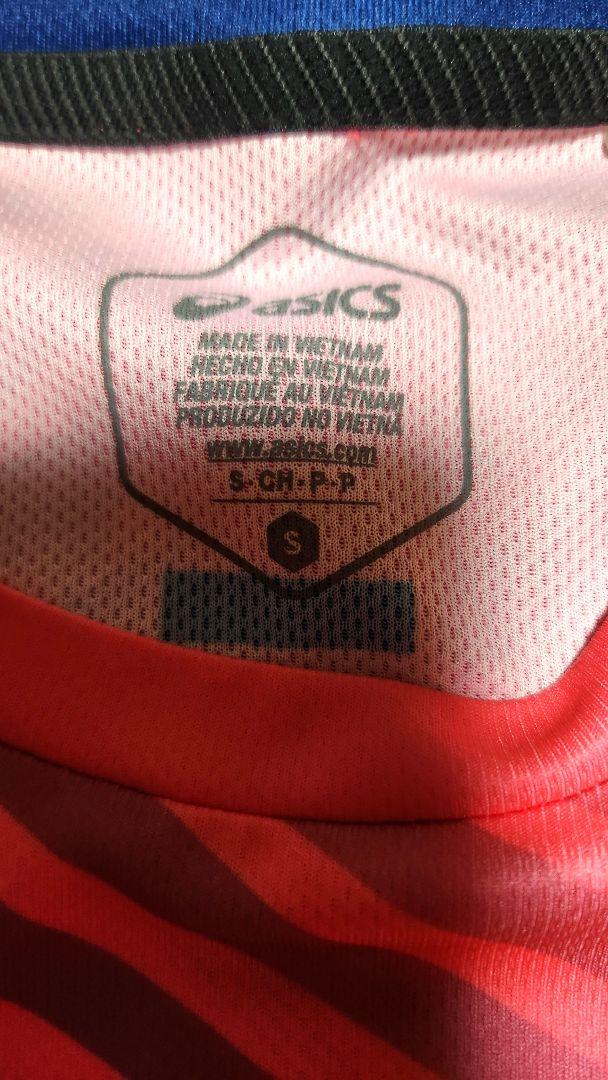 asics
MADE IN VIETNAM
HECHO EN VIETNAM
FABRIQUÉ AU VIETNAM
PRODUZIDO NO VIETNÃ
www.asics.com
S-CH-P-P
S